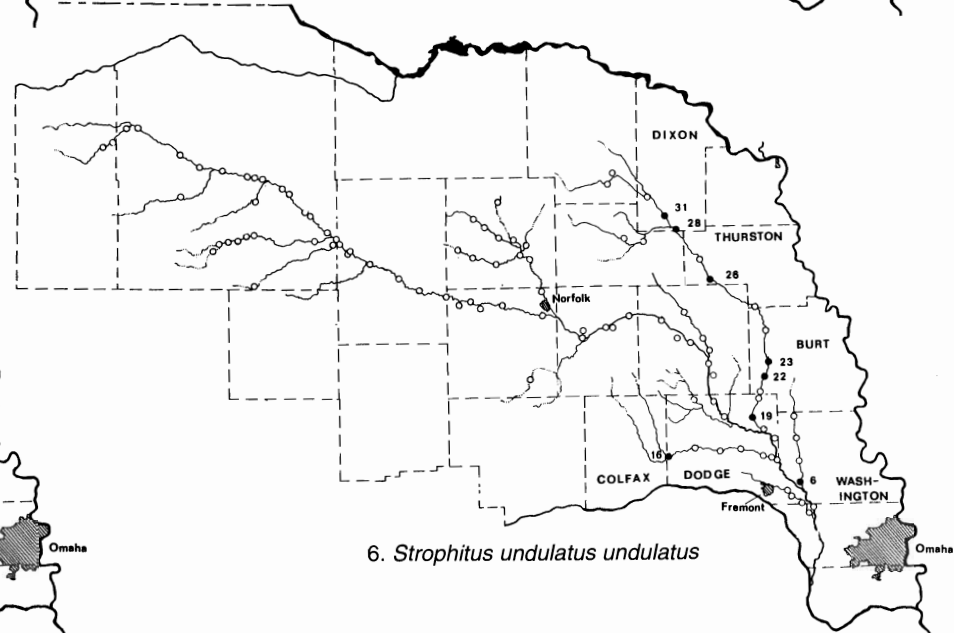 DIXON
31
28
THURSTON
26
Norfolk
BURT
23
22
19
16
COLFAX
DODGE
6
WASH-
INGTON
Fremont
Omaha
Omaha
6. Strophitus undulatus undulatus